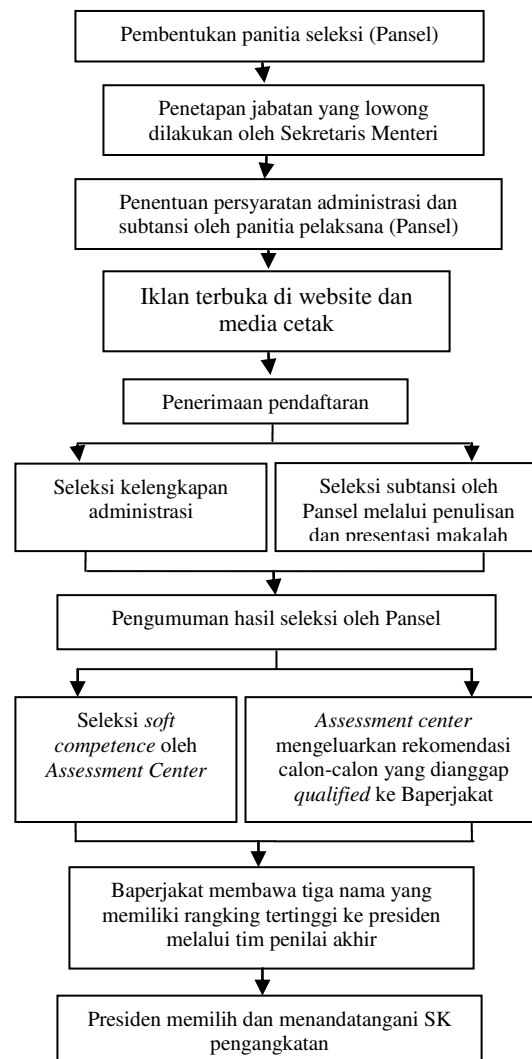 Pembentukan panitia seleksi (Pansel)
Penetapan jabatan yang lowong
dilakukan oleh Sekretaris Menteri
Penentuan persyaratan administrasi dan
subtansi oleh panitia pelaksana (Pansel)
Iklan terbuka di website dan
media cetak
Penerimaan pendaftaran
Seleksi kelengkapan
administrasi
Seleksi subtansi oleh
Pansel melalui penulisan
dan presentasi makalah
Pengumuman hasil seleksi oleh Pansel
Seleksi soft
competence oleh
Assessment Center
Assessment center
mengeluarkan rekomendasi
calon-calon yang dianggap
qualified ke Baperjakat
Baperjakat membawa tiga nama yang
memiliki rangking tertinggi ke presiden
melalui tim penilai akhir
Presiden memilih dan menandatangani SK
pengangkatan